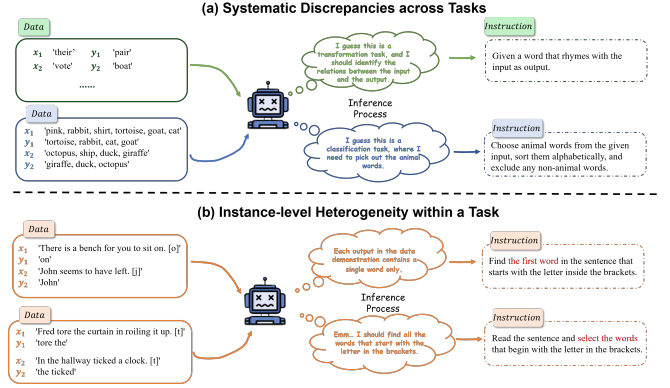 (a) Systematic Discrepancies across Tasks
Data
x1 'their' y1 'pair'
x2 'vote' y2 'boat'
......
I guess this is a
transformation task, and I
should identify the
relations between the input
and the output.
Instruction
Given a word that rhymes with the
input as output.
Inference
Process
Data
x1 'pink, rabbit, shirt, tortoise, goat, cat'
y1 'tortoise, rabbit, cat, goat'
x2 'octopus, ship, duck, giraffe'
y2 'giraffe, duck, octopus'
I guess this is a
classification task, where I
need to pick out the animal
words.
Instruction
Choose animal words from the given
input, sort them alphabetically, and
exclude any non-animal words.
(b) Instance-level Heterogeneity within a Task
Data
x1 'There is a bench for you to sit on. [o]'
y1 'on'
x2 'John seems to have left. [j]'
y2 'John'
Each output in the date
demonstration contains a
single word only.
Instruction
Find the first word in the sentence that
starts with the letter inside the brackets.
Inference
Process
Data
x1 'Fred tore the curtain in roiling it up. [t]'
y1 'tore the'
x2 'In the hallway ticked a clock. [t]'
y2 'the ticked'
Emm... I should find all the
words that start with the
letter in the brackets.
Instruction
Read the sentence and select the words
that begin with the letter in the brackets.